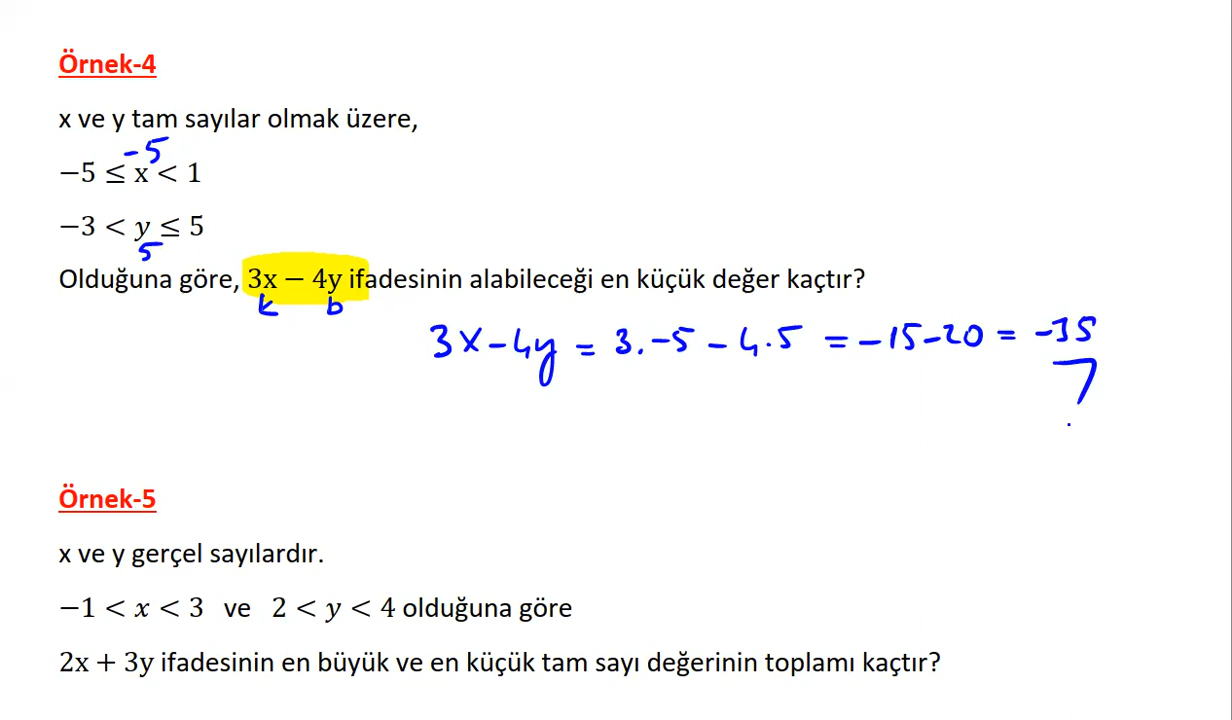 Örnek-4
x ve y tam sayılar olmak üzere,
-5
−5 ≤ x < 1
−3 < y ≤ 5
5
Olduğuna göre, 3x − 4y ifadesinin alabileceği en küçük değer kaçtır?
k b
3x - 4y = 3.-5 - 4.5 = -15-20 = -35
Örnek-5
x ve y gerçel sayılardır.
−1 < x < 3 ve 2 < y < 4 olduğuna göre
2x + 3y ifadesinin en büyük ve en küçük tam sayı değerinin toplamı kaçtır?